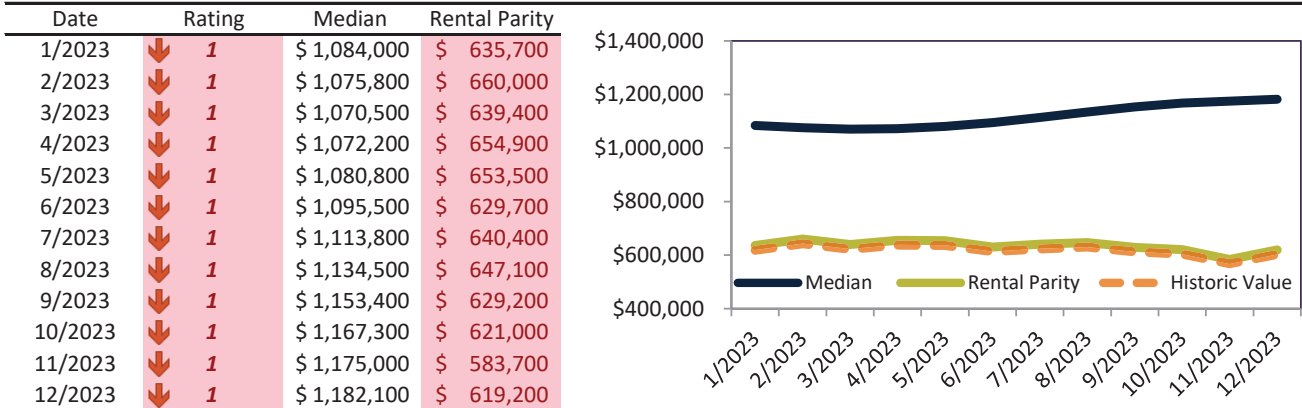 Date Rating Median Rental Parity
1/2023 1 $ 1,084,000 $ 635,700
2/2023 1 $ 1,075,800 $ 660,000
3/2023 1 $ 1,070,500 $ 639,400
4/2023 1 $ 1,072,200 $ 654,900
5/2023 1 $ 1,080,800 $ 653,500
6/2023 1 $ 1,095,500 $ 629,700
7/2023 1 $ 1,113,800 $ 640,400
8/2023 1 $ 1,134,500 $ 647,100
9/2023 1 $ 1,153,400 $ 629,200
10/2023 1 $ 1,167,300 $ 621,000
11/2023 1 $ 1,175,000 $ 583,700
12/2023 1 $ 1,182,100 $ 619,200
$1,400,000
$1,200,000
$1,000,000
$800,000
$600,000
$400,000
Median Rental Parity Historic Value
1/2023 2/2023 3/2023 4/2023 5/2023 6/2023 7/2023 8/2023 9/2023 10/2023 11/2023 12/2023